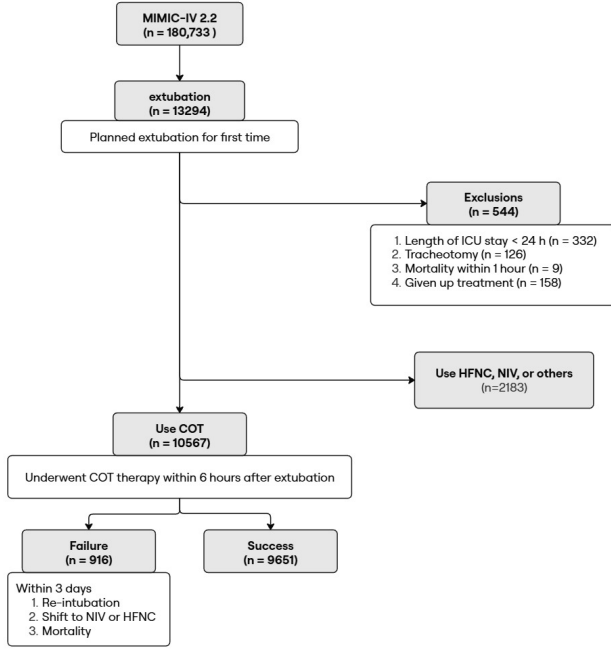 MIMIC-IV 2.2
(n = 180,733 )
extubation
(n = 13294)
Planned extubation for first time
Exclusions
(n = 544)
1. Length of ICU stay < 24 h (n = 332)
2. Tracheotomy (n = 126)
3. Mortality within 1 hour (n = 9)
4. Given up treatment (n = 158)
Use HFNC, NIV, or others
(n=2183)
Use COT
(n = 10567)
Underwent COT therapy within 6 hours after extubation
Failure
(n = 916)
Success
(n = 9651)
Within 3 days
1. Re-intubation
2. Shift to NIV or HFNC
3. Mortality